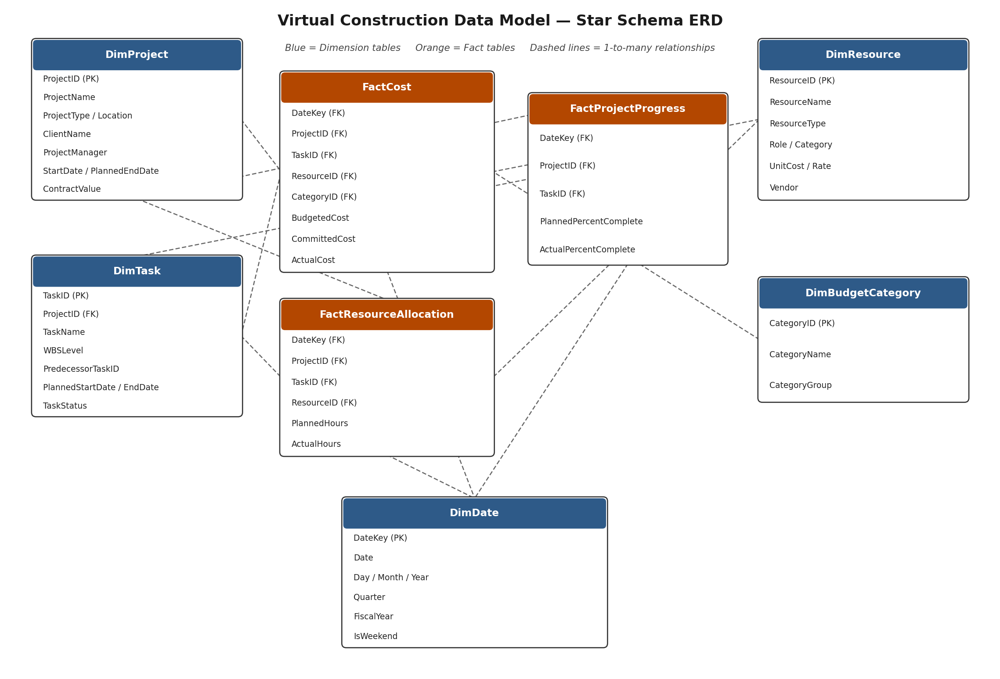 Virtual Construction Data Model — Star Schema ERD
Blue = Dimension tables     Orange = Fact tables     Dashed lines = 1-to-many relationships
DimProject
ProjectID (PK)
ProjectName
ProjectType / Location
ClientName
ProjectManager
StartDate / PlannedEndDate
ContractValue
FactCost
DateKey (FK)
ProjectID (FK)
TaskID (FK)
ResourceID (FK)
CategoryID (FK)
BudgetedCost
CommittedCost
ActualCost
FactProjectProgress
DateKey (FK)
ProjectID (FK)
TaskID (FK)
PlannedPercentComplete
ActualPercentComplete
DimResource
ResourceID (PK)
ResourceName
ResourceType
Role / Category
UnitCost / Rate
Vendor
DimTask
TaskID (PK)
ProjectID (FK)
TaskName
WBSLevel
PredecessorTaskID
PlannedStartDate / EndDate
TaskStatus
FactResourceAllocation
DateKey (FK)
ProjectID (FK)
TaskID (FK)
ResourceID (FK)
PlannedHours
ActualHours
DimBudgetCategory
CategoryID (PK)
CategoryName
CategoryGroup
DimDate
DateKey (PK)
Date
Day / Month / Year
Quarter
FiscalYear
IsWeekend